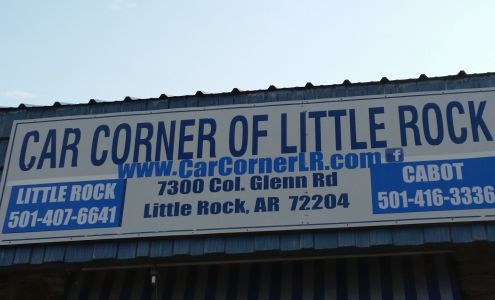 CAR CORNER OF LITTLE ROCK
www.CarCornerLR.com f
LITTLE ROCK
501-407-6641
7300 Col. Glenn Rd
Little Rock, AR 72204
CABOT
501-416-3336